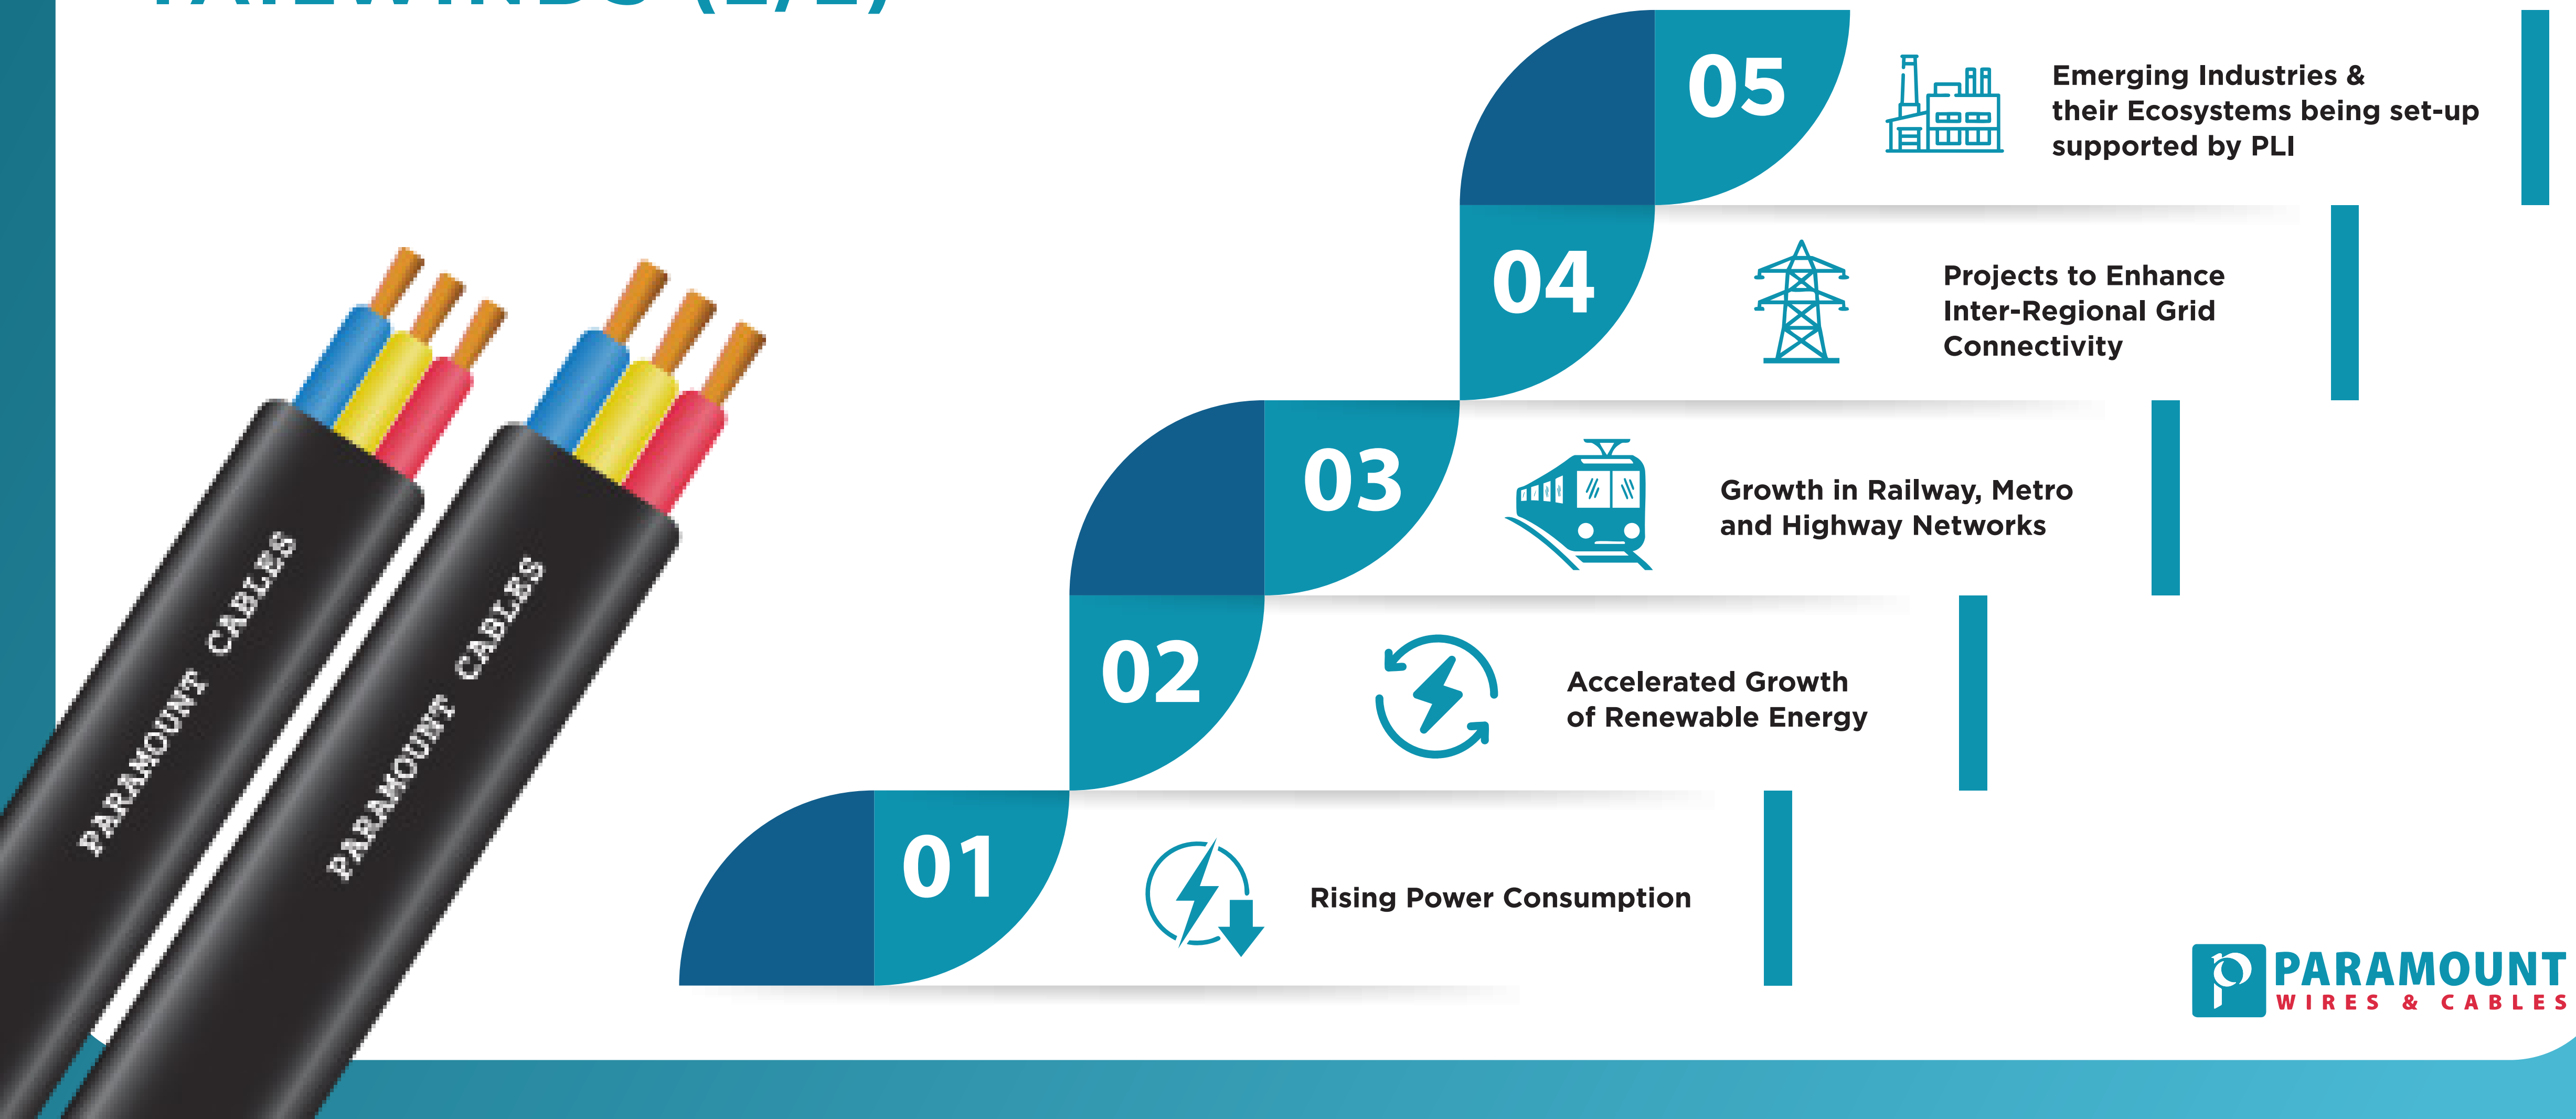 05
Emerging Industries &
their Ecosystems being set-up
supported by PLI
04
Projects to Enhance
Inter-Regional Grid
Connectivity
03
Growth in Railway, Metro
and Highway Networks
02
Accelerated Growth
of Renewable Energy
01
Rising Power Consumption
PARAMOUNT CABLES
PARAMOUNT CABLES
PARAMOUNT
WIRES & CABLES